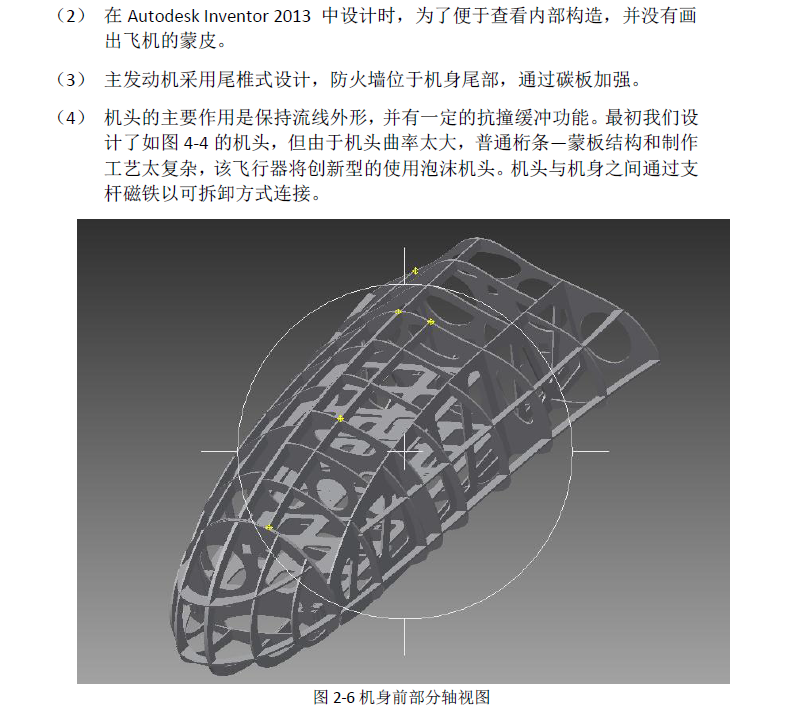 （2） 在 Autodesk Inventor 2013 中设计时，为了便于查看内部构造，并没有画
出飞机的蒙皮。
（3） 主发动机采用尾椎式设计，防火墙位于机身尾部，通过碳板加强。
（4） 机头的主要作用是保持流线外形，并有一定的抗撞缓冲功能。最初我们设
计了如图 4-4 的机头，但由于机头曲率太大，普通桁条—蒙板结构和制作
工艺太复杂，该飞行器将创新型的使用泡沫机头。机头与机身之间通过支
杆磁铁以可拆卸方式连接。
图 2-6 机身前部分轴视图